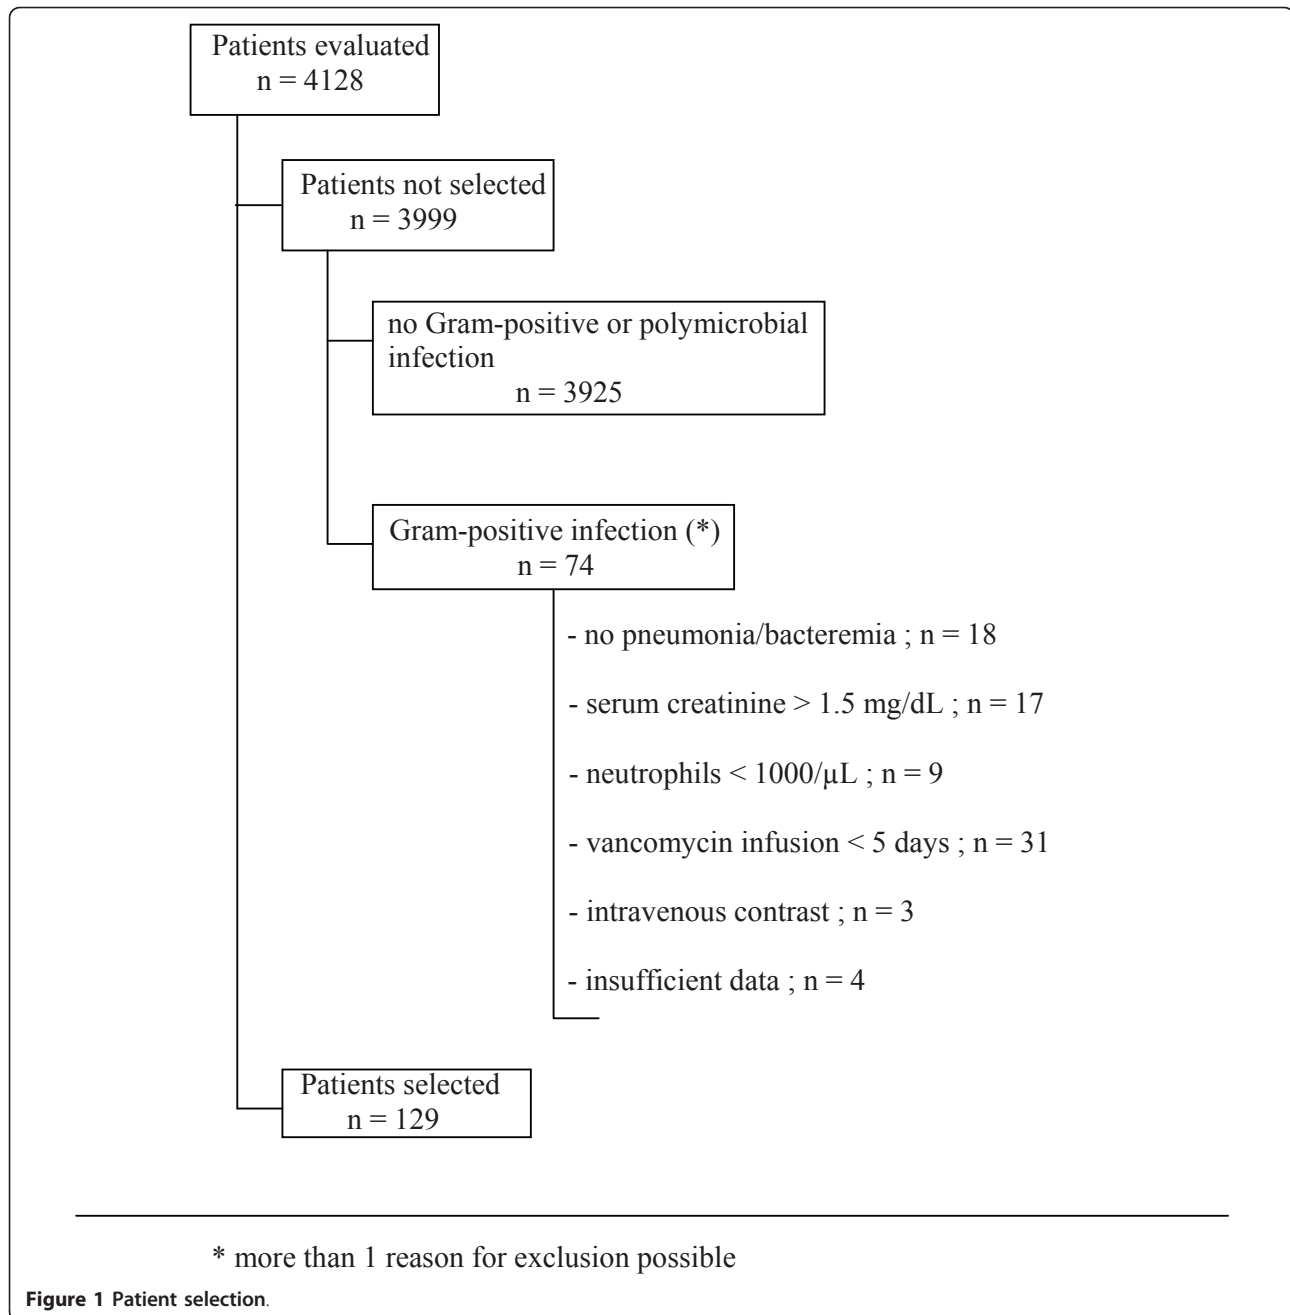 Patients evaluated
n = 4128
Patients not selected
n = 3999
no Gram-positive or polymicrobial
infection
n = 3925
Gram-positive infection (*)
n = 74
- no pneumonia/bacteremia ; n = 18
- serum creatinine > 1.5 mg/dL ; n = 17
- neutrophils < 1000/µL ; n = 9
- vancomycin infusion < 5 days ; n = 31
- intravenous contrast ; n = 3
- insufficient data ; n = 4
Patients selected
n = 129
* more than 1 reason for exclusion possible
Figure 1 Patient selection.